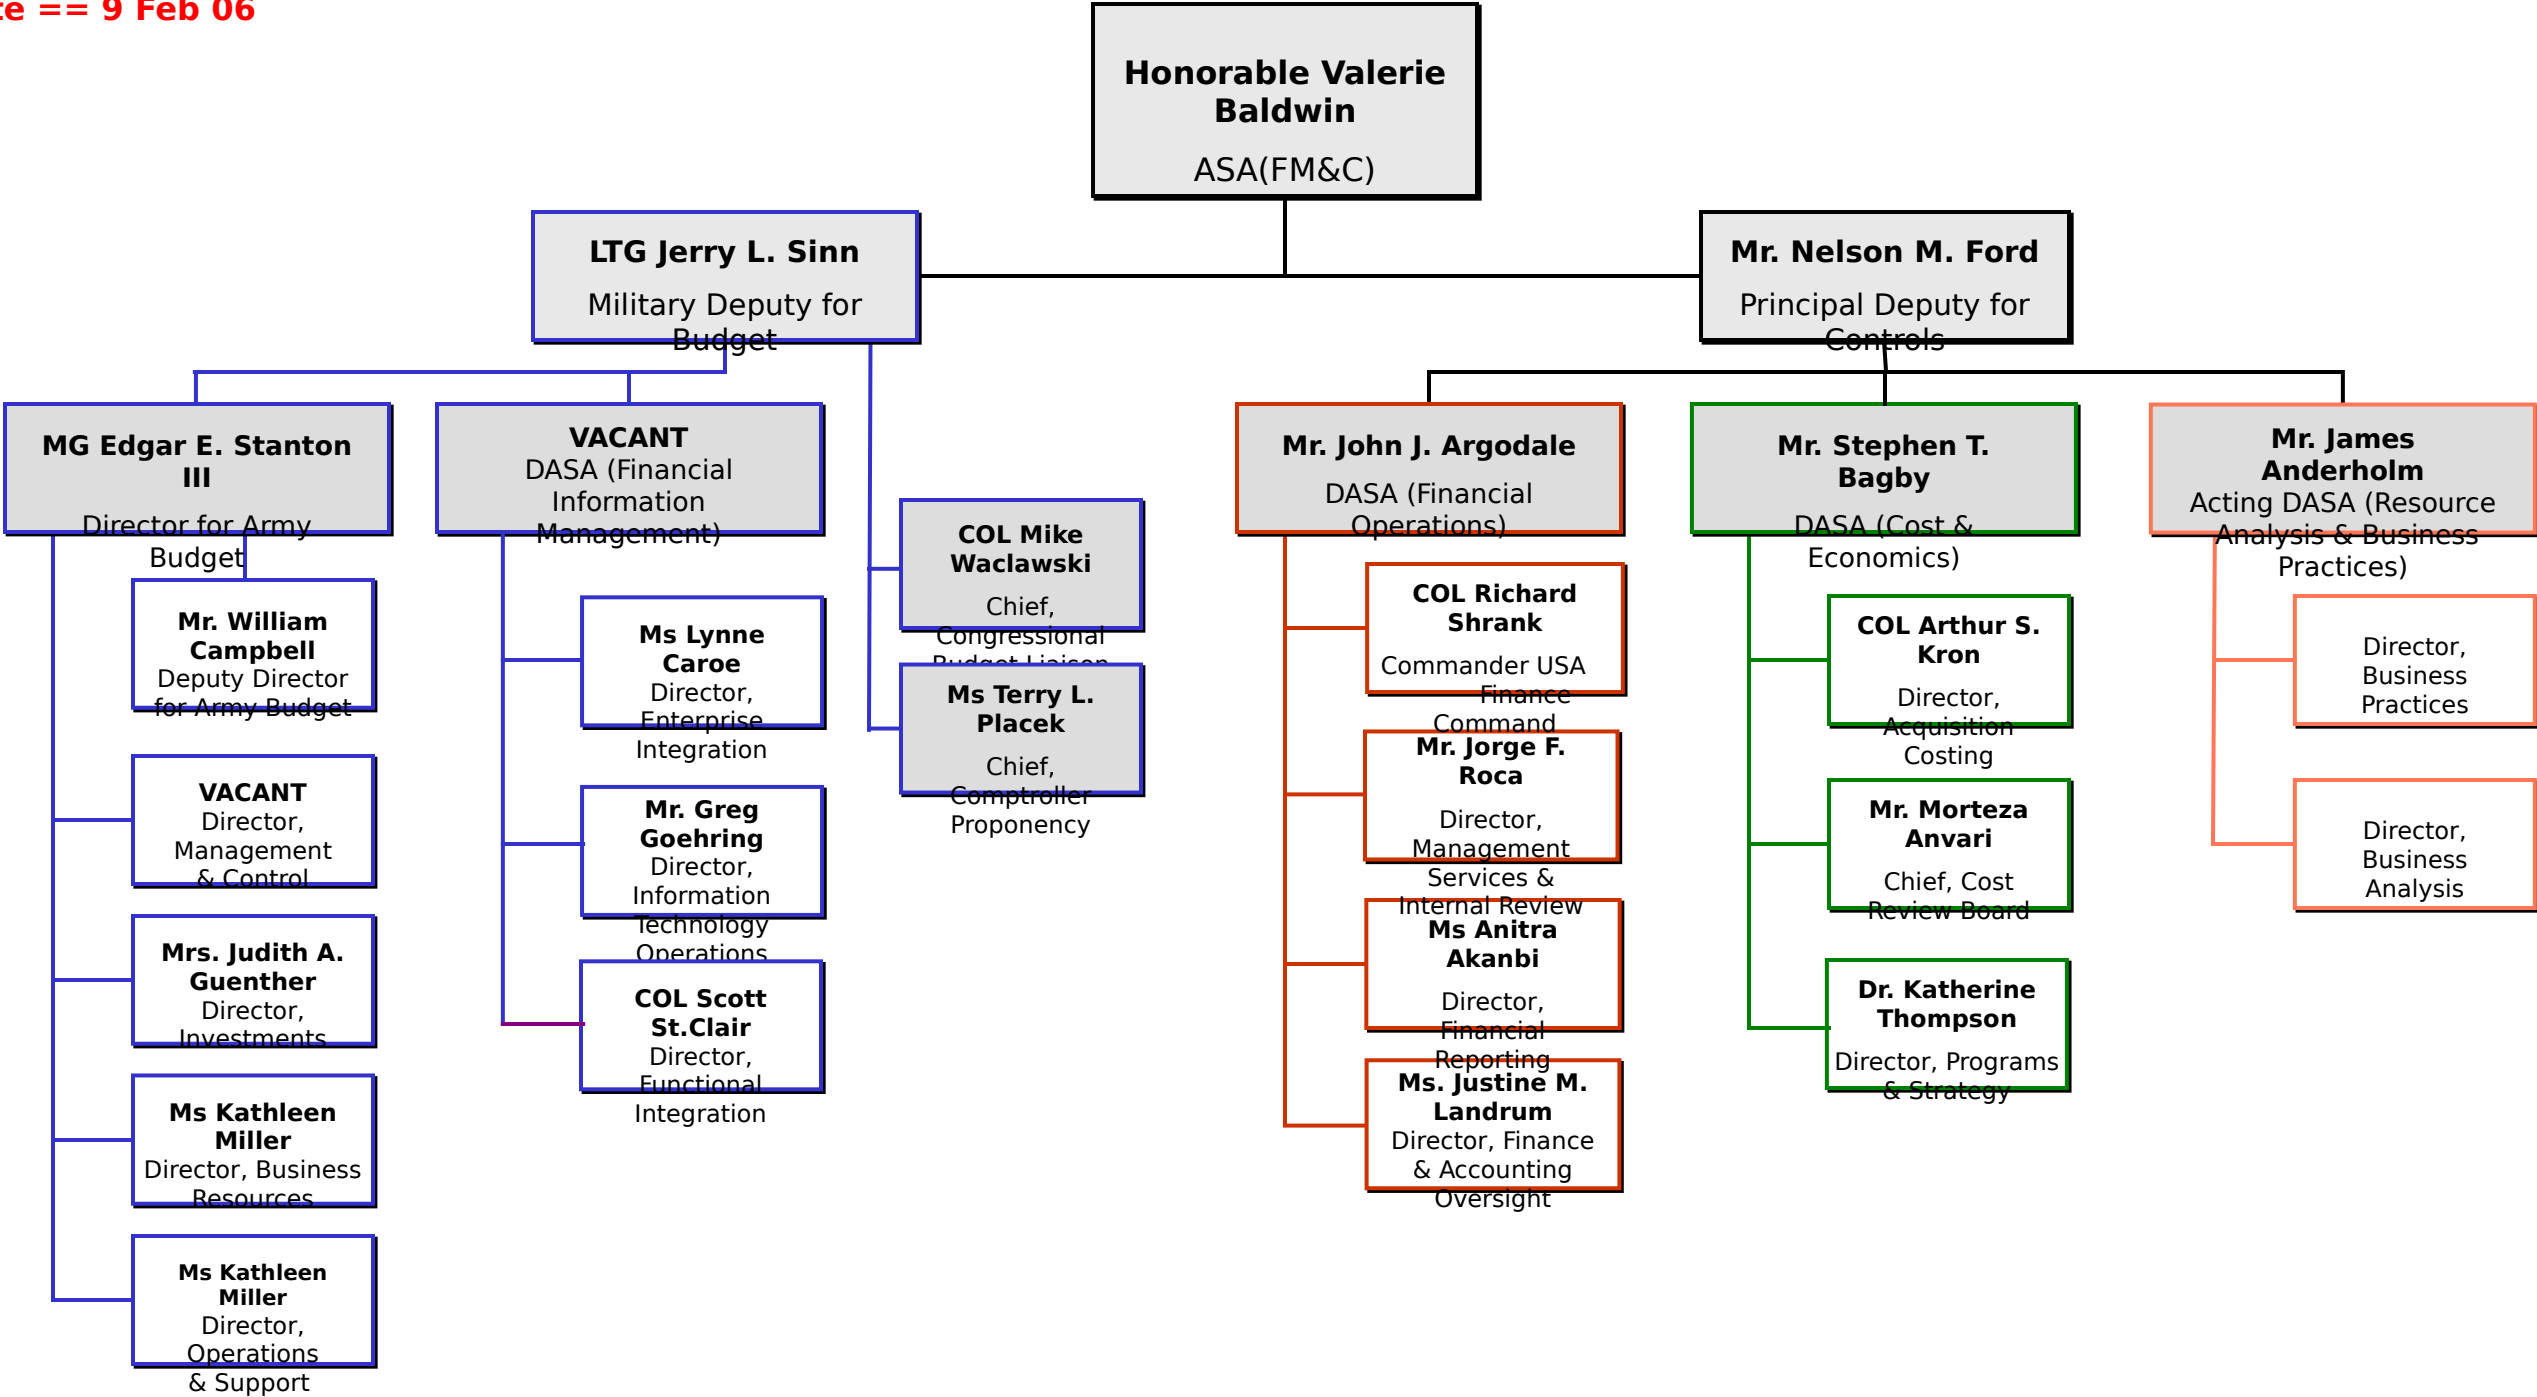 te == 9 Feb 06
Honorable Valerie
Baldwin
ASA(FM&C)
LTG Jerry L. Sinn
Military Deputy for
Budget
Mr. Nelson M. Ford
Principal Deputy for
Controls
MG Edgar E. Stanton
III
Director for Army
Budget
Mr. William
Campbell
Deputy Director
for Army Budget
VACANT
Director,
Management
& Control
Mrs. Judith A.
Guenther
Director,
Investments
Ms Kathleen
Miller
Director, Business
Resources
Ms Kathleen
Miller
Director,
Operations
& Support
VACANT
DASA (Financial
Information
Management)
Ms Lynne
Caroe
Director,
Enterprise
Integration
Mr. Greg
Goehring
Director,
Information
Technology
Operations
COL Scott
St.Clair
Director,
Functional
Integration
COL Mike
Waclawski
Chief,
Congressional
Budget Liaison
Ms Terry L.
Placek
Chief,
Comptroller
Proponency
Mr. John J. Argodale
DASA (Financial
Operations)
COL Richard
Shrank
Commander USA
Finance
Command
Mr. Jorge F.
Roca
Director,
Management
Services &
Internal Review
Ms Anitra
Akanbi
Director,
Financial
Reporting
Ms. Justine M.
Landrum
Director, Finance
& Accounting
Oversight
Mr. Stephen T.
Bagby
DASA (Cost &
Economics)
COL Arthur S.
Kron
Director,
Acquisition
Costing
Mr. Morteza
Anvari
Chief, Cost
Review Board
Dr. Katherine
Thompson
Director, Programs
& Strategy
Mr. James
Anderholm
Acting DASA (Resource
Analysis & Business
Practices)
Director,
Business
Practices
Director,
Business
Analysis